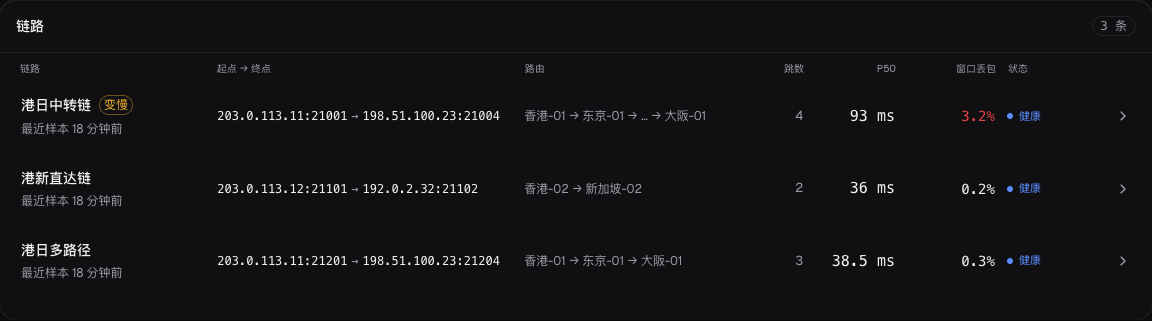 链路
3 条
链路 起点 → 终点 路由 跳数 P50 窗口丢包 状态
港日中转链 变慢
最近样本 18 分钟前
203.0.113.11:21001 → 198.51.100.23:21004 香港-01 → 东京-01 → … → 大阪-01 4 93 ms 3.2% 健康
港新直达链
最近样本 18 分钟前
203.0.113.12:21101 → 192.0.2.32:21102 香港-02 → 新加坡-02 2 36 ms 0.2% 健康
港日多路径
最近样本 18 分钟前
203.0.113.11:21201 → 198.51.100.23:21204 香港-01 → 东京-01 → 大阪-01 3 38.5 ms 0.3% 健康